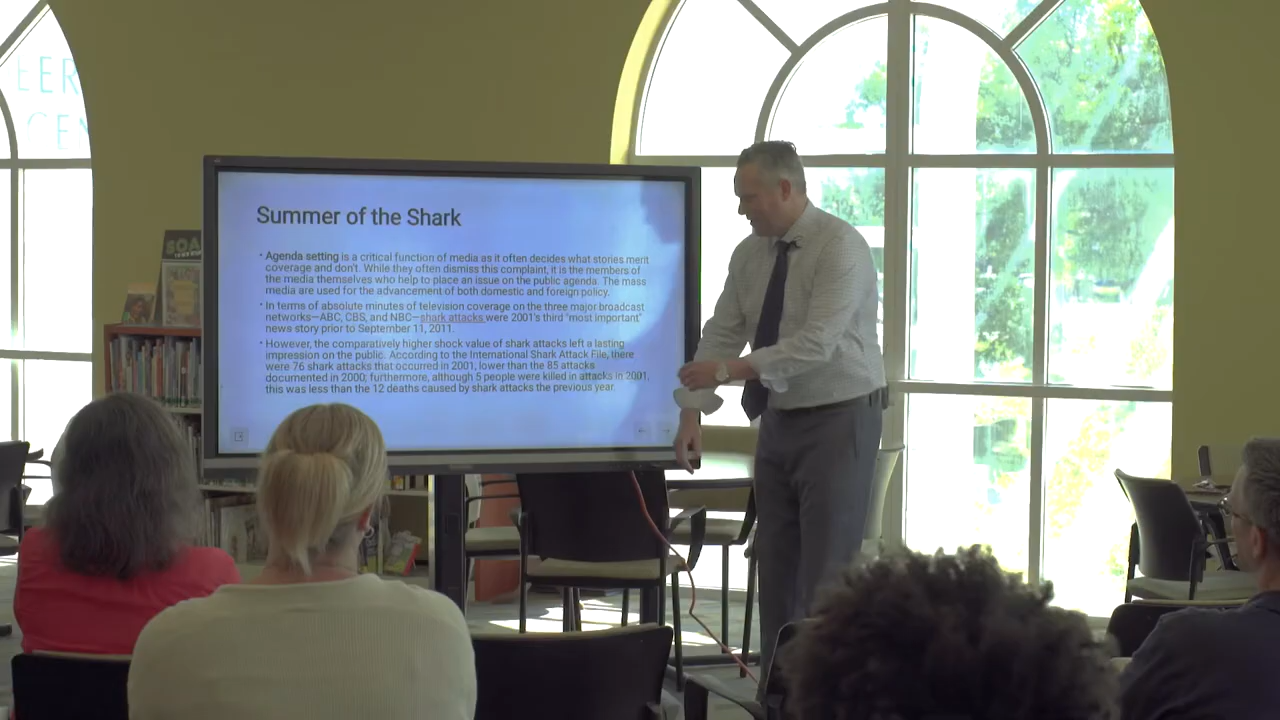 EER
CEN
SOA
Summer of the Shark
• Agenda setting is a critical function of media as it often decides what stories merit
coverage and don't. While they often dismiss this complaint, it is the members of
the media themselves who help to place an issue on the public agenda. The mass
media are used for the advancement of both domestic and foreign policy.
• In terms of absolute minutes of television coverage on the three major broadcast
networks—ABC, CBS, and NBC—shark attacks were 2001's third "most important"
news story prior to September 11, 2011.
• However, the comparatively higher shock value of shark attacks left a lasting
impression on the public. According to the International Shark Attack File, there
were 76 shark attacks that occurred in 2001, lower than the 85 attacks
documented in 2000; furthermore, although 5 people were killed in attacks in 2001,
this was less than the 12 deaths caused by shark attacks the previous year.